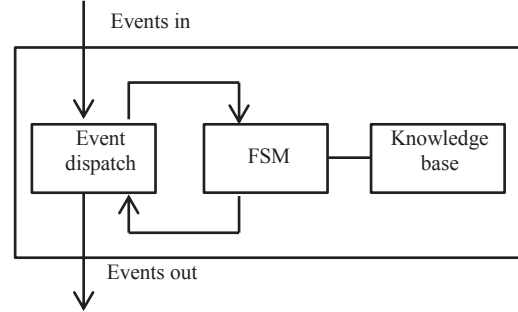 Events in
Event
dispatch
FSM
Knowledge
base
Events out